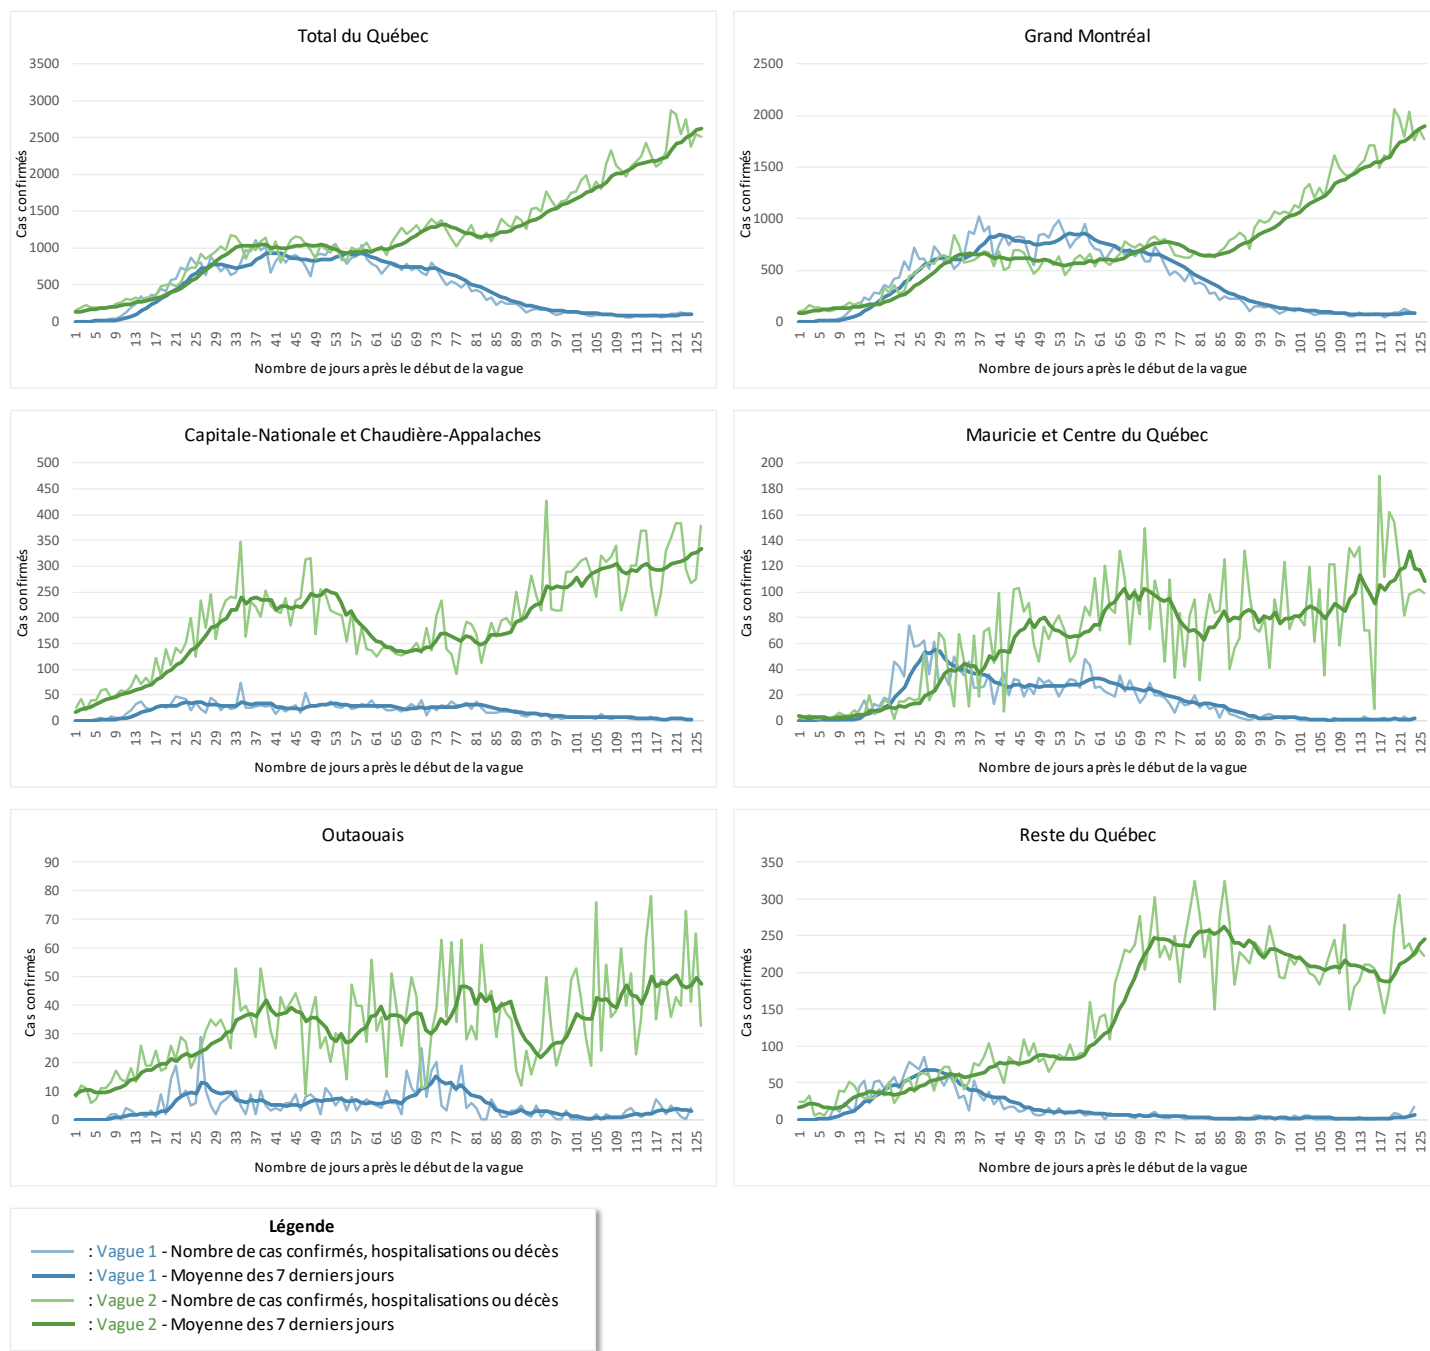 Total du Québec
3500
3000
2500
2000
1500
1000
500
0
Cas confirmés
1 5 9 13 17 21 25 29 33 37 41 45 49 53 57 61 65 69 73 77 81 85 89 93 97 101 105 109 113 117 121 125
Nombre de jours après le début de la vague
Grand Montréal
2500
2000
1500
1000
500
0
Cas confirmés
1 5 9 13 17 21 25 29 33 37 41 45 49 53 57 61 65 69 73 77 81 85 89 93 97 101 105 109 113 117 121 125
Nombre de jours après le début de la vague
Capitale-Nationale et Chaudière-Appalaches
500
450
400
350
300
250
200
150
100
50
0
Cas confirmés
1 5 9 13 17 21 25 29 33 37 41 45 49 53 57 61 65 69 73 77 81 85 89 93 97 101 105 109 113 117 121 125
Nombre de jours après le début de la vague
Mauricie et Centre du Québec
200
180
160
140
120
100
80
60
40
20
0
Cas confirmés
1 5 9 13 17 21 25 29 33 37 41 45 49 53 57 61 65 69 73 77 81 85 89 93 97 101 105 109 113 117 121 125
Nombre de jours après le début de la vague
Outaouais
90
80
70
60
50
40
30
20
10
0
Cas confirmés
1 5 9 13 17 21 25 29 33 37 41 45 49 53 57 61 65 69 73 77 81 85 89 93 97 101 105 109 113 117 121 125
Nombre de jours après le début de la vague
Reste du Québec
350
300
250
200
150
100
50
0
Cas confirmés
1 5 9 13 17 21 25 29 33 37 41 45 49 53 57 61 65 69 73 77 81 85 89 93 97 101 105 109 113 117 121 125
Nombre de jours après le début de la vague
Légende
: Vague 1 - Nombre de cas confirmés, hospitalisations ou décès
: Vague 1 - Moyenne des 7 derniers jours
: Vague 2 - Nombre de cas confirmés, hospitalisations ou décès
: Vague 2 - Moyenne des 7 derniers jours